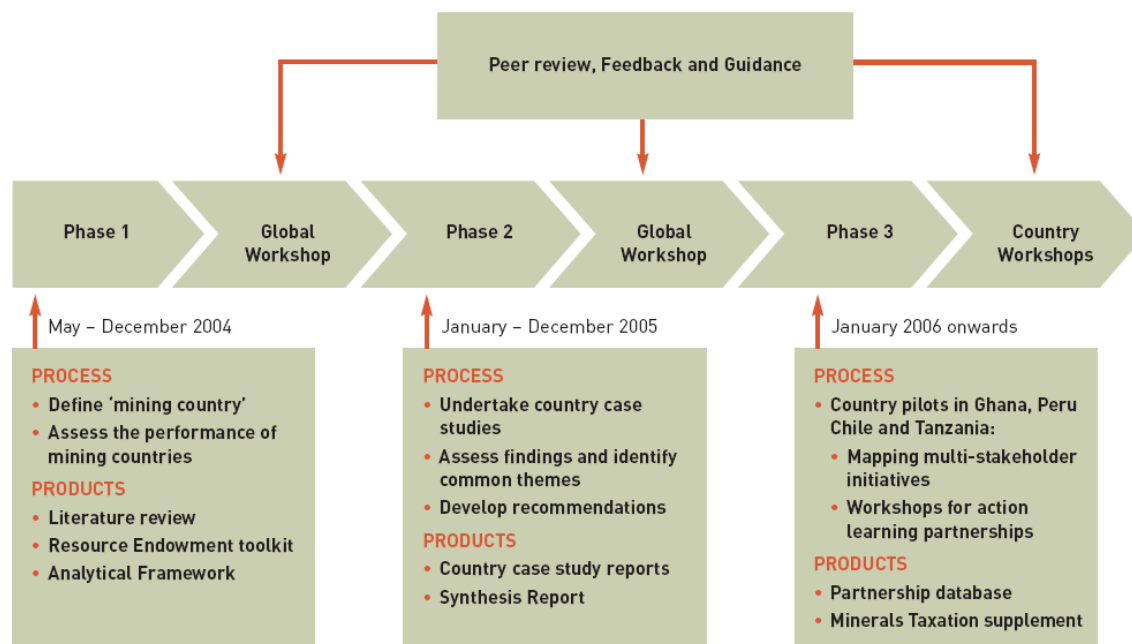 Peer review, Feedback and Guidance
Phase 1
Global
Workshop
Phase 2
Global
Workshop
Phase 3
Country
Workshops
May – December 2004
PROCESS
• Define ‘mining country’
• Assess the performance of
mining countries
PRODUCTS
• Literature review
• Resource Endowment toolkit
• Analytical Framework
January – December 2005
PROCESS
• Undertake country case
studies
• Assess findings and identify
common themes
• Develop recommendations
PRODUCTS
• Country case study reports
• Synthesis Report
January 2006 onwards
PROCESS
• Country pilots in Ghana, Peru
Chile and Tanzania:
• Mapping multi-stakeholder
initiatives
• Workshops for action
learning partnerships
PRODUCTS
• Partnership database
• Minerals Taxation supplement